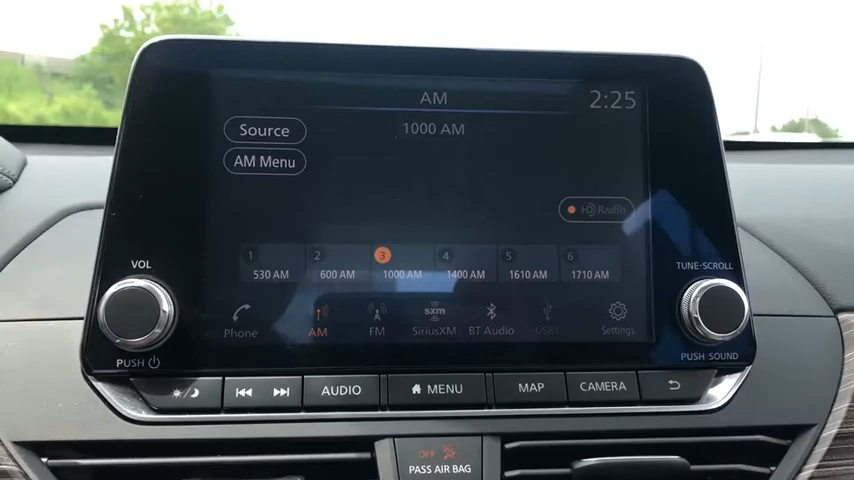 AM
2:25
Source
1000 AM
AM Menu
HD Radio
1 2 3 4 5 6
530 AM 600 AM 1000 AM 1400 AM 1610 AM 1710 AM
VOL
TUNE·SCROLL
sxm
Phone AM FM SiriusXM BT Audio USB1 Settings
PUSH
PUSH SOUND
AUDIO MENU MAP CAMERA
OFF
PASS AIR BAG